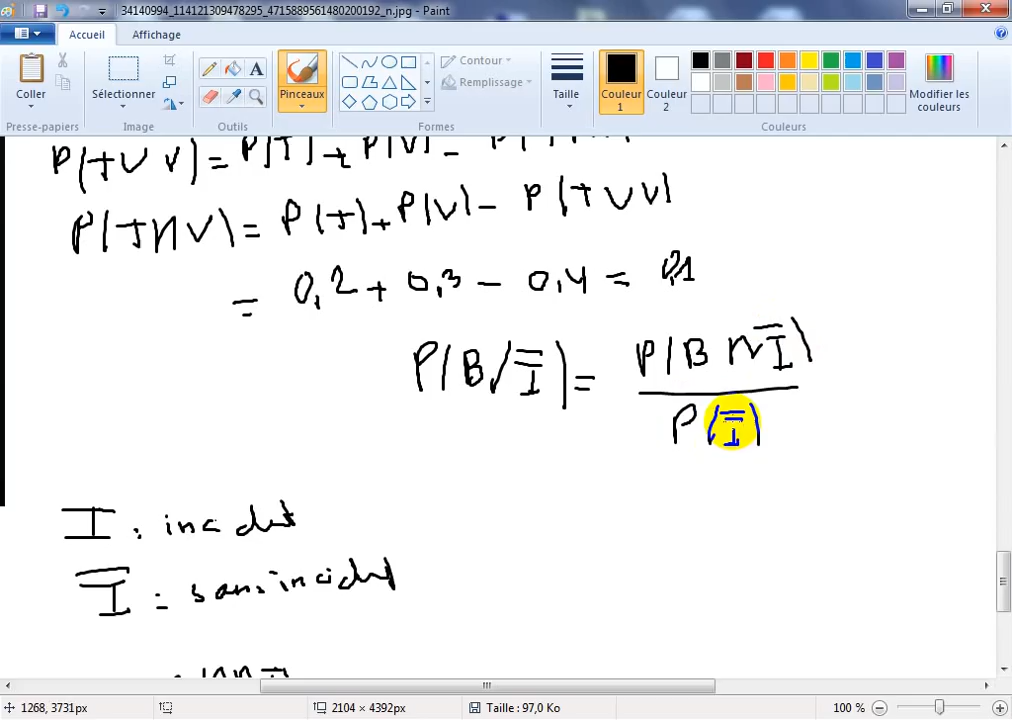 34140994_114121309478295_4715889561480200192_n.jpg - Paint
Accueil Affichage
Coller Sélectionner Pinceaux Contour Remplissage Taille Couleur 1 Couleur 2 Modifier les couleurs
Presse-papiers Image Outils Formes Couleurs
P(T∪V) = P(T) + P(V) -
P(T∩V) = P(T) + P(V) - P(T∪V)
= 0,2 + 0,3 - 0,4 = 0,1
P(B/Ī) = P(B∩Ī)
P(Ī)
I : incident
Ī : sans incident
1268, 3731px 2104 × 4392px Taille : 97,0 Ko 100 %